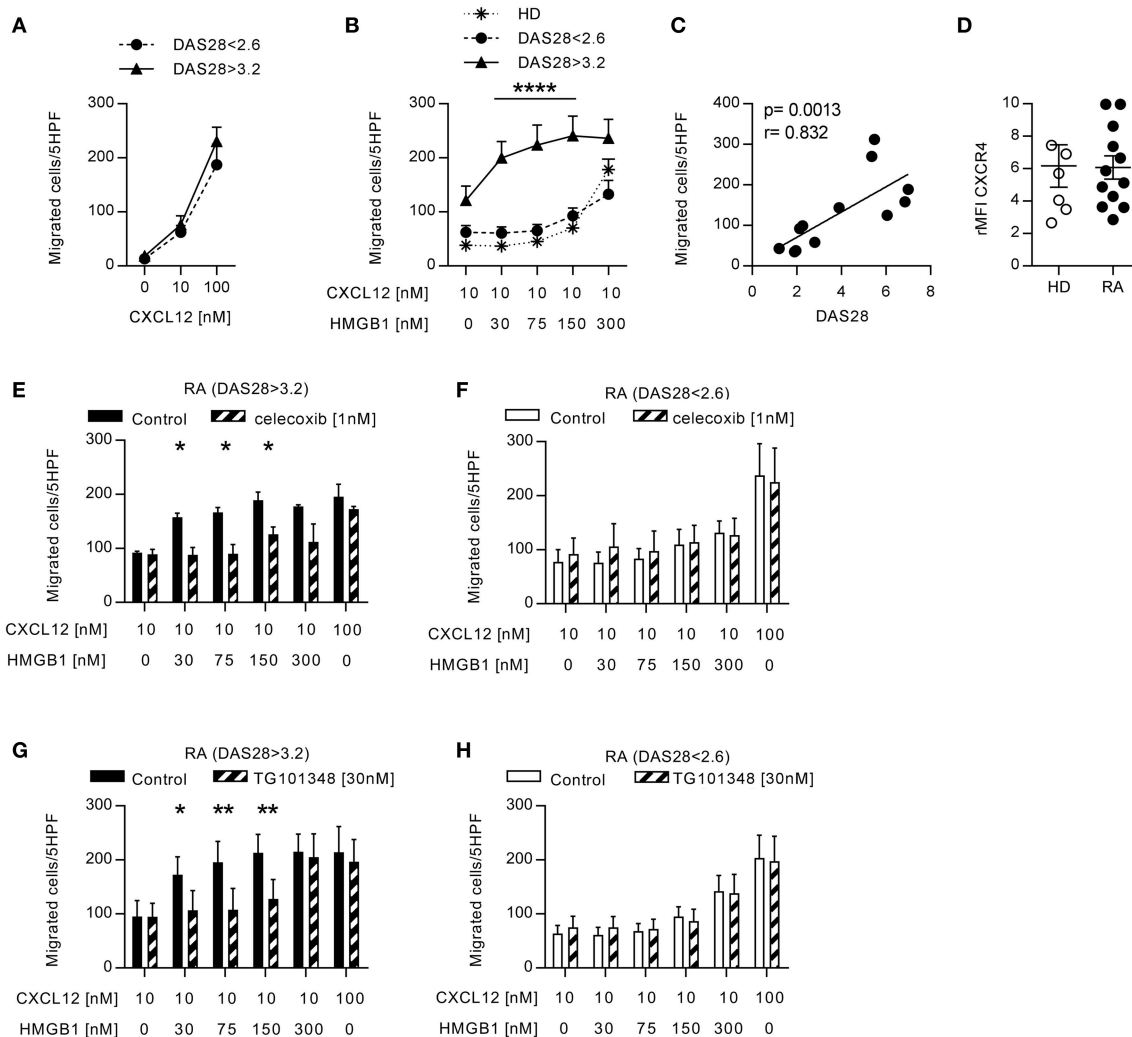 A
DAS28<2.6
DAS28>3.2
Migrated cells/5HPF
300
200
100
0
0 10 100
CXCL12 [nM]
B
HD
DAS28<2.6
DAS28>3.2
****
Migrated cells/5HPF
300
200
100
0
CXCL12 [nM] 10 10 10 10 10
HMGB1 [nM] 0 30 75 150 300
C
p= 0.0013
r= 0.832
Migrated cells/5HPF
400
300
200
100
0
0 2 4 6 8
DAS28
D
rMFI CXCR4
10
8
6
4
2
0
HD RA
E
RA (DAS28>3.2)
Control celecoxib [1nM]
* * *
Migrated cells/5HPF
300
200
100
0
CXCL12 [nM] 10 10 10 10 10 100
HMGB1 [nM] 0 30 75 150 300 0
F
RA (DAS28<2.6)
Control celecoxib [1nM]
Migrated cells/5HPF
300
200
100
0
CXCL12 [nM] 10 10 10 10 10 100
HMGB1 [nM] 0 30 75 150 300 0
G
RA (DAS28>3.2)
Control TG101348 [30nM]
* ** **
Migrated cells/5HPF
300
200
100
0
CXCL12 [nM] 10 10 10 10 10 100
HMGB1 [nM] 0 30 75 150 300 0
H
RA (DAS28<2.6)
Control TG101348 [30nM]
Migrated cells/5HPF
300
200
100
0
CXCL12 [nM] 10 10 10 10 10 100
HMGB1 [nM] 0 30 75 150 300 0